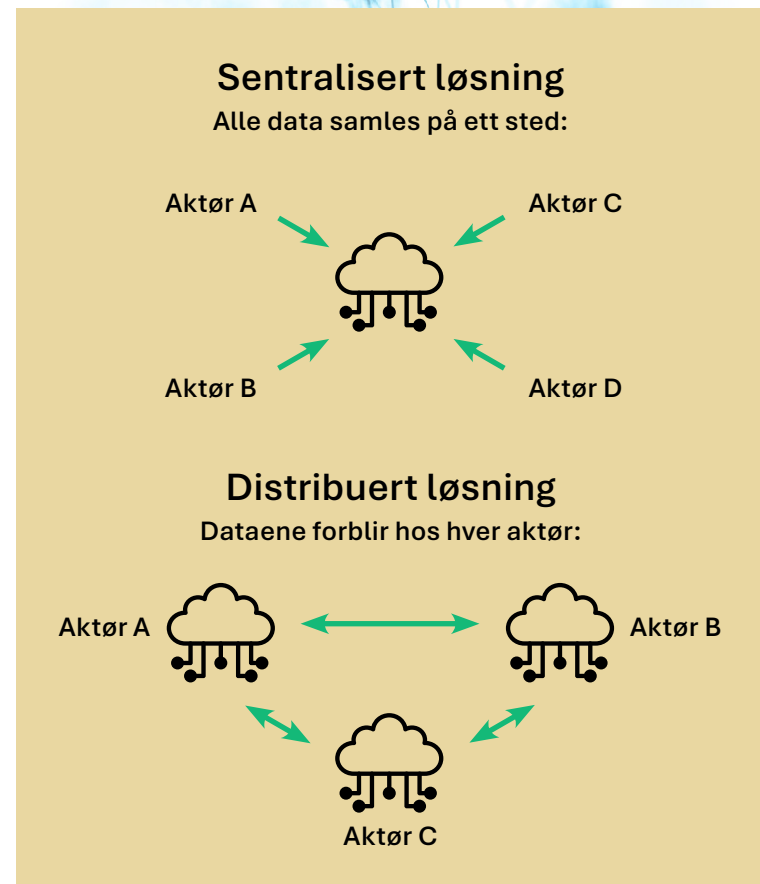 Sentralisert løsning
Alle data samles på ett sted:
Aktør A
Aktør C
Aktør B
Aktør D
Distribuert løsning
Dataene forblir hos hver aktør:
Aktør A
Aktør B
Aktør C